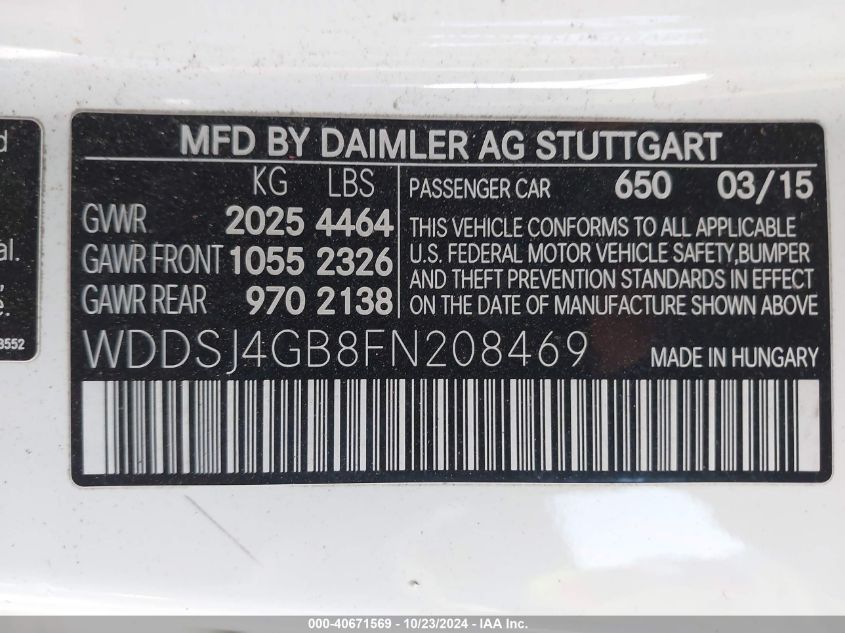 MFD BY DAIMLER AG STUTTGART
KG LBS
GVWR 2025 4464
GAWR FRONT 1055 2326
GAWR REAR 970 2138
PASSENGER CAR 650 03/15
THIS VEHICLE CONFORMS TO ALL APPLICABLE
U.S. FEDERAL MOTOR VEHICLE SAFETY,BUMPER
AND THEFT PREVENTION STANDARDS IN EFFECT
ON THE DATE OF MANUFACTURE SHOWN ABOVE
WDDSJ4GB8FN208469 MADE IN HUNGARY
000-40671569 | 10/23/2024 - IAA Inc.